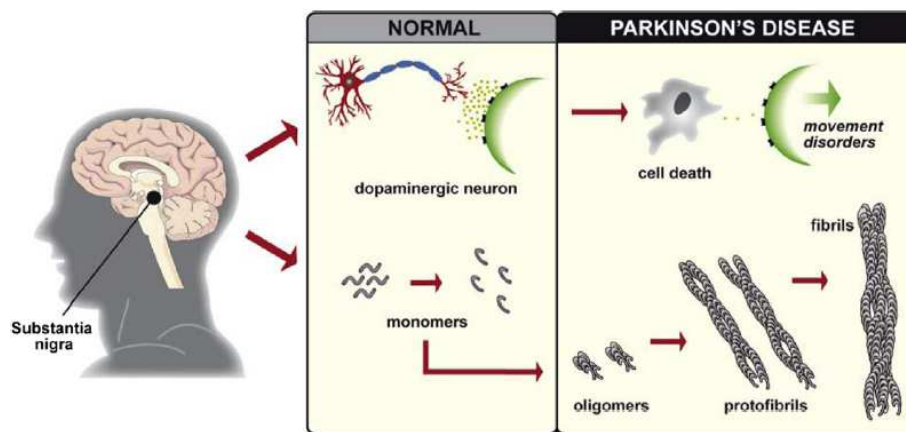 NORMAL
PARKINSON'S DISEASE
dopaminergic neuron
cell death
movement
disorders
Substantia
nigra
monomers
oligomers
protofibrils
fibrils